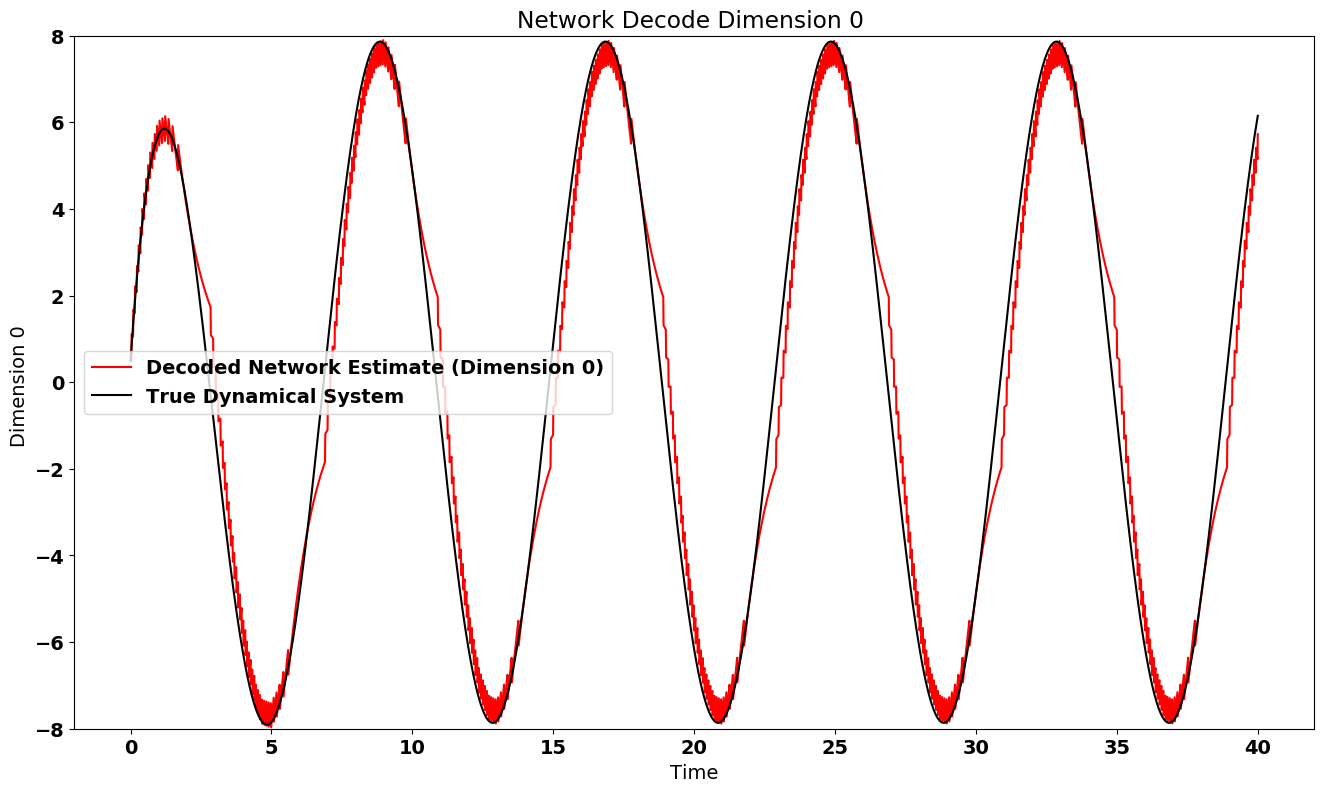 Network Decode Dimension 0
8
6
4
2
0
−2
−4
−6
−8
Dimension 0
Decoded Network Estimate (Dimension 0)
True Dynamical System
0 5 10 15 20 25 30 35 40
Time